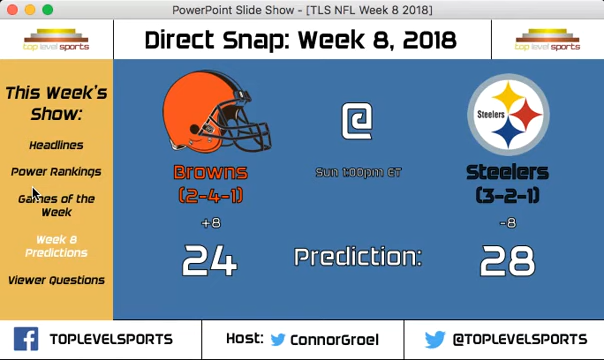 PowerPoint Slide Show - [TLS NFL Week 8 2018]
top level sports
Direct Snap: Week 8, 2018
top level sports
This Week's
Show:
Headlines
Power Rankings
Games of the
Week
Week 8
Predictions
Viewer Questions
@
Steelers
Browns
(2-4-1)
Sun 1:00pm CT
Steelers
(3-2-1)
+8
-8
24
Prediction:
28
TOPLEVELSPORTS
Host: ConnorGroel
@TOPLEVELSPORTS